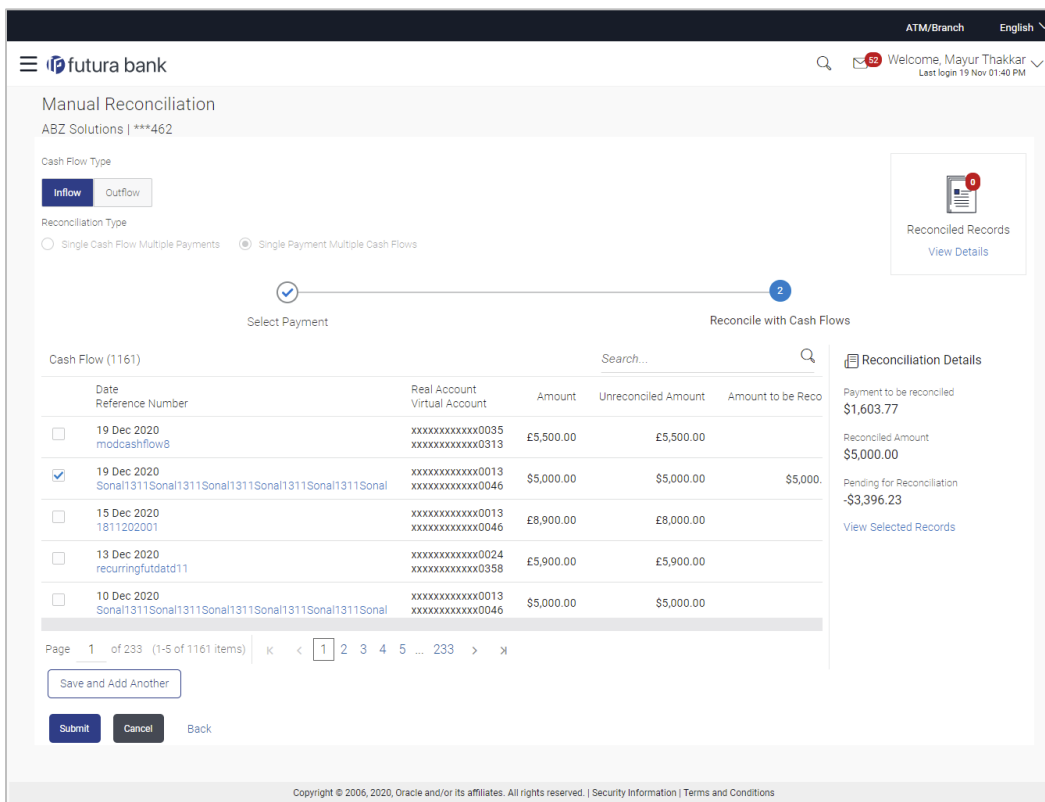 ATM/Branch English
futura bank
52
Welcome, Mayur Thakkar
Last login 19 Nov 01:40 PM
Manual Reconciliation
ABZ Solutions | ***462
Cash Flow Type
Inflow Outflow
Reconciliation Type
Single Cash Flow Multiple Payments Single Payment Multiple Cash Flows
0
Reconciled Records
View Details
2
Select Payment Reconcile with Cash Flows
Cash Flow (1161) Search...
Date Real Account Amount Unreconciled Amount Amount to be Reco
Reference Number Virtual Account
19 Dec 2020 xxxxxxxxxxxx0035 £5,500.00 £5,500.00
modcashflow8 xxxxxxxxxxxx0313
19 Dec 2020 xxxxxxxxxxxx0013 $5,000.00 $5,000.00 $5,000.
Sonal1311Sonal1311Sonal1311Sonal1311Sonal1311Sonal xxxxxxxxxxxx0046
15 Dec 2020 xxxxxxxxxxxx0013 £8,900.00 £8,000.00
1811202001 xxxxxxxxxxxx0046
13 Dec 2020 xxxxxxxxxxxx0024 £5,900.00 £5,900.00
recurringfutdatd11 xxxxxxxxxxxx0358
10 Dec 2020 xxxxxxxxxxxx0013 $5,000.00 $5,000.00
Sonal1311Sonal1311Sonal1311Sonal1311Sonal1311Sonal xxxxxxxxxxxx0046
Reconciliation Details
Payment to be reconciled
$1,603.77
Reconciled Amount
$5,000.00
Pending for Reconciliation
-$3,396.23
View Selected Records
Page 1 of 233 (1-5 of 1161 items) 1 2 3 4 5 ... 233
Save and Add Another
Submit Cancel Back
Copyright © 2006, 2020, Oracle and/or its affiliates. All rights reserved. | Security Information | Terms and Conditions